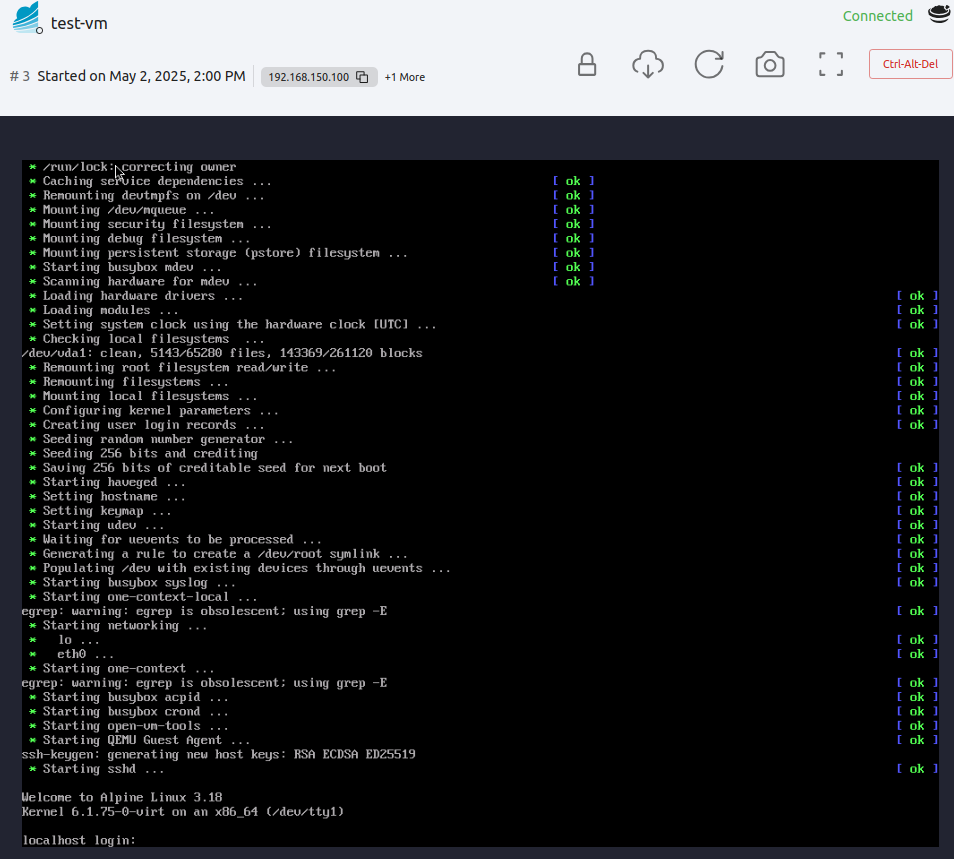 test-vm
Connected
# 3 Started on May 2, 2025, 2:00 PM 192.168.150.100 +1 More
Ctrl-Alt-Del
* /run/lock: correcting owner
* Caching service dependencies ... [ ok ]
* Remounting devtmpfs on /dev ... [ ok ]
* Mounting /dev/mqueue ... [ ok ]
* Mounting security filesystem ... [ ok ]
* Mounting debug filesystem ... [ ok ]
* Mounting persistent storage (pstore) filesystem ... [ ok ]
* Starting busybox mdev ... [ ok ]
* Scanning hardware for mdev ... [ ok ]
* Loading hardware drivers ... [ ok ]
* Loading modules ... [ ok ]
* Setting system clock using the hardware clock [UTC] ... [ ok ]
* Checking local filesystems  ... [ ok ]
/dev/vda1: clean, 5143/65280 files, 143369/261120 blocks [ ok ]
* Remounting root filesystem read/write ... [ ok ]
* Remounting filesystems ... [ ok ]
* Mounting local filesystems ... [ ok ]
* Configuring kernel parameters ... [ ok ]
* Creating user login records ... [ ok ]
* Seeding random number generator ...
* Seeding 256 bits and crediting
* Saving 256 bits of creditable seed for next boot [ ok ]
* Starting haveged ... [ ok ]
* Setting hostname ... [ ok ]
* Setting keymap ... [ ok ]
* Starting udev ... [ ok ]
* Waiting for uevents to be processed ... [ ok ]
* Generating a rule to create a /dev/root symlink ... [ ok ]
* Populating /dev with existing devices through uevents ... [ ok ]
* Starting busybox syslog ... [ ok ]
* Starting one-context-local ...
egrep: warning: egrep is obsolescent; using grep -E [ ok ]
* Starting networking ...
*   lo ... [ ok ]
*   eth0 ... [ ok ]
* Starting one-context ...
egrep: warning: egrep is obsolescent; using grep -E [ ok ]
* Starting busybox acpid ... [ ok ]
* Starting busybox crond ... [ ok ]
* Starting open-vm-tools ... [ ok ]
* Starting QEMU Guest Agent ... [ ok ]
ssh-keygen: generating new host keys: RSA ECDSA ED25519
* Starting sshd ... [ ok ]
Welcome to Alpine Linux 3.18
Kernel 6.1.75-0-virt on an x86_64 (/dev/tty1)
localhost login: